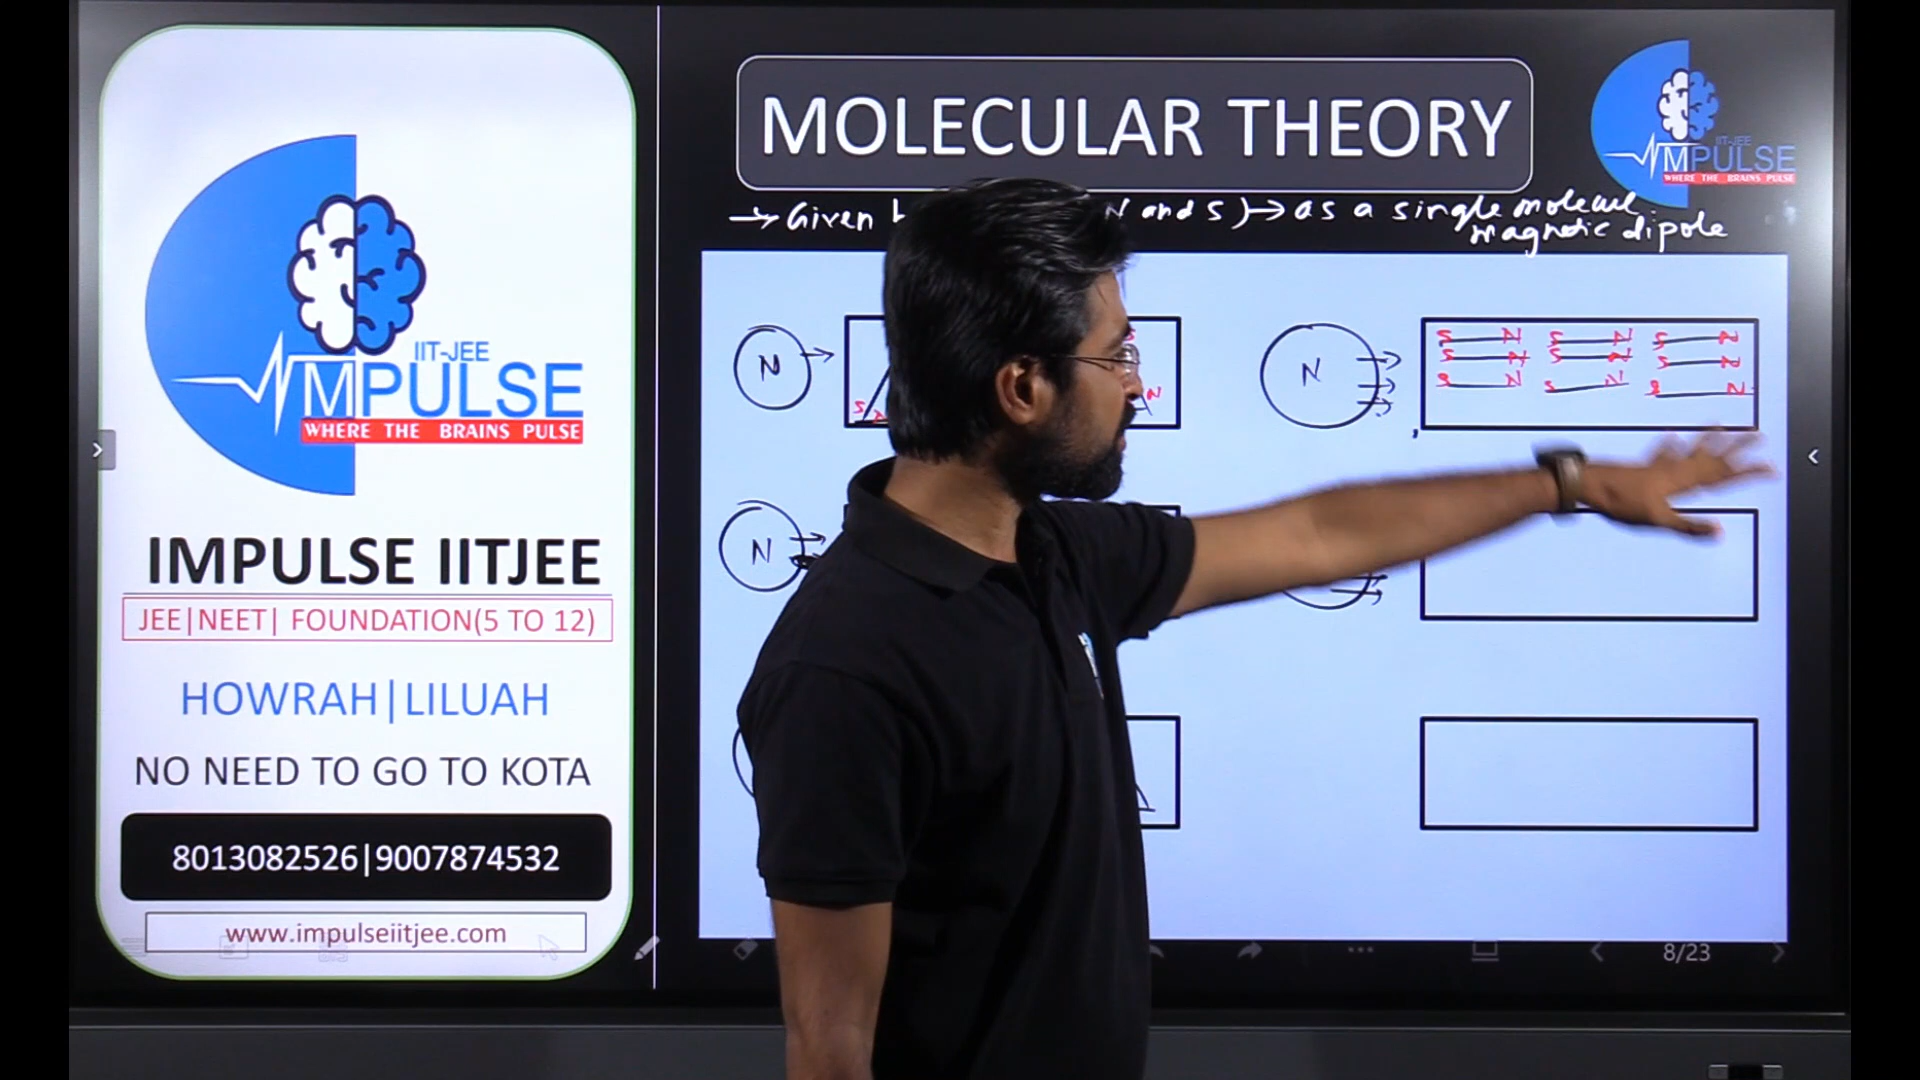 IIT-JEE
MPULSE
WHERE THE BRAINS PULSE
IMPULSE IITJEE
JEE|NEET| FOUNDATION(5 TO 12)
HOWRAH|LILUAH
NO NEED TO GO TO KOTA
8013082526|9007874532
www.impulseiitjee.com
MOLECULAR THEORY
IIT-JEE
MPULSE
WHERE THE BRAINS PULSE
Given
N and S) → as a single
magnetic dipole
N
S
S
N
N
S N S N S N
S N S N S N
S N S N S N
N
8/23